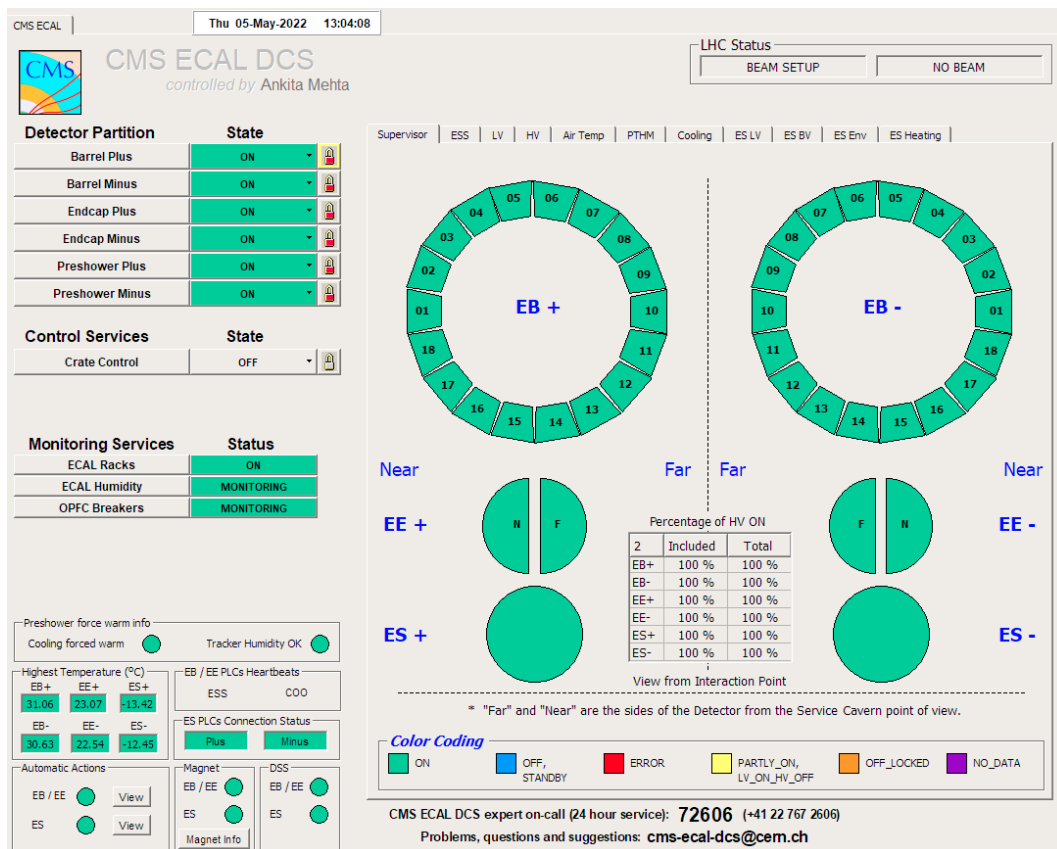 CMS ECAL
Thu 05-May-2022 13:04:08
CMS
CMS ECAL DCS
controlled by Ankita Mehta
LHC Status
BEAM SETUP NO BEAM
Detector Partition State
Barrel Plus ON
Barrel Minus ON
Endcap Plus ON
Endcap Minus ON
Preshower Plus ON
Preshower Minus ON
Control Services State
Crate Control OFF
Monitoring Services Status
ECAL Racks ON
ECAL Humidity MONITORING
OPFC Breakers MONITORING
Preshower force warm info
Cooling forced warm Tracker Humidity OK
Highest Temperature (°C)
EB+ EE+ ES+
31.06 23.07 -13.42
EB- EE- ES-
30.63 22.54 -12.45
EB / EE PLCs Heartbeats
ESS COO
ES PLCs Connection Status
Plus Minus
Automatic Actions
EB / EE View
ES View
Magnet
EB / EE
ES
Magnet Info
DSS
EB / EE
ES
Supervisor ESS LV HV Air Temp PTHM Cooling ES LV ES BV ES Env ES Heating
EB +
01
02
03
04
05
06
07
08
09
10
11
12
13
14
15
16
17
18
EB -
01
02
03
04
05
06
07
08
09
10
11
12
13
14
15
16
17
18
Near Far Far Near
EE + N F
F N EE -
ES + ES -
Percentage of HV ON
2 Included Total
EB+ 100 % 100 %
EB- 100 % 100 %
EE+ 100 % 100 %
EE- 100 % 100 %
ES+ 100 % 100 %
ES- 100 % 100 %
View from Interaction Point
* "Far" and "Near" are the sides of the Detector from the Service Cavern point of view.
Color Coding
ON
OFF,
STANDBY
ERROR
PARTLY_ON,
LV_ON_HV_OFF
OFF_LOCKED
NO_DATA
CMS ECAL DCS expert on-call (24 hour service): 72606 (+41 22 767 2606)
Problems, questions and suggestions: cms-ecal-dcs@cern.ch